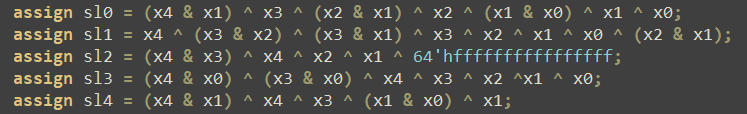 assign sl0 = (x4 & x1) ^ x3 ^ (x2 & x1) ^ x2 ^ (x1 & x0) ^ x1 ^ x0;
assign sl1 = x4 ^ (x3 & x2) ^ (x3 & x1) ^ x3 ^ x2 ^ x1 ^ x0 ^ (x2 & x1);
assign sl2 = (x4 & x3) ^ x4 ^ x2 ^ x1 ^ 64'hffffffffffffffff;
assign sl3 = (x4 & x0) ^ (x3 & x0) ^ x4 ^ x3 ^ x2 ^x1 ^ x0;
assign sl4 = (x4 & x1) ^ x4 ^ x3 ^ (x1 & x0) ^ x1;